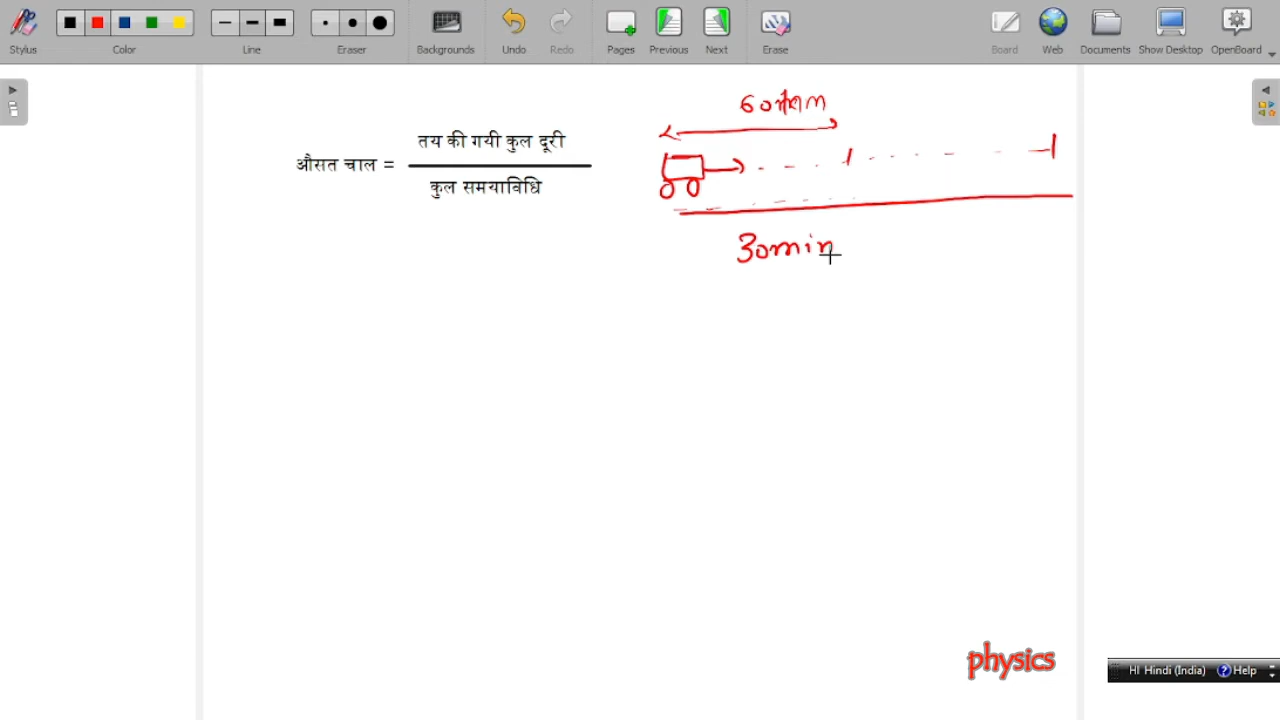 Stylus
Color
Line
Eraser
Backgrounds
Undo
Redo
Pages
Previous
Next
Erase
Board
Web
Documents
Show Desktop
OpenBoard
औसत चाल =
तय की गयी कुल दूरी
कुल समयाविधि
30min
physics
HI Hindi (India)
Help